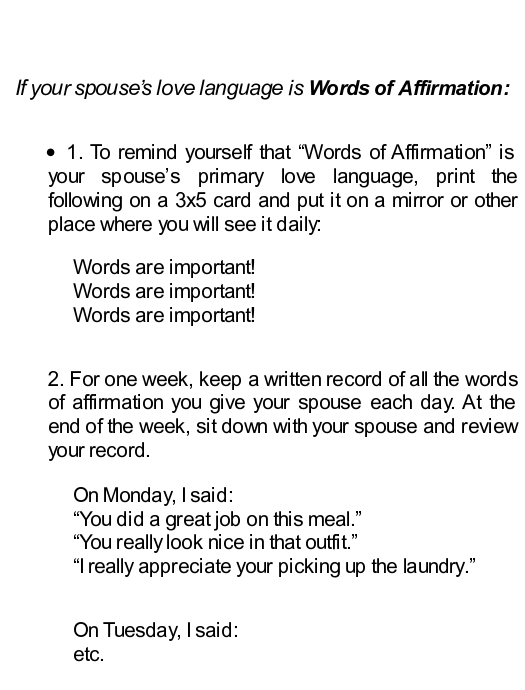 If your spouse’s love language is Words of Affirmation:
• 1. To remind yourself that “Words of Affirmation” is
your spouse’s primary love language, print the
following on a 3x5 card and put it on a mirror or other
place where you will see it daily:
Words are important!
Words are important!
Words are important!
2. For one week, keep a written record of all the words
of affirmation you give your spouse each day. At the
end of the week, sit down with your spouse and review
your record.
On Monday, I said:
“You did a great job on this meal.”
“You really look nice in that outfit.”
“I really appreciate your picking up the laundry.”
On Tuesday, I said:
etc.